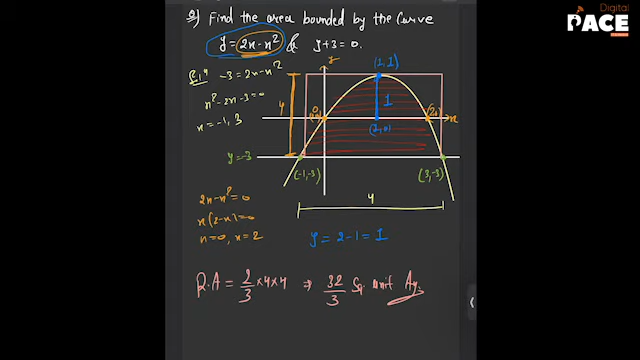 Q) Find the area bounded by the Curve
Digital
PACE
y = 2x-x² & y+3=0.
Solⁿ
-3=2x-x²
x²-2x-3=0
x=-1, 3
y
(1,1)
4
1
(0,0)
(1,0)
(2,0)
x
y=-3
(-1,-3)
(3,-3)
4
2x-x²=0
x(2-x)=0
x=0, x=2
y = 2-1 = 1
R.A = 2/3 ×4×4 ⇒ 32/3 Sq. unit Ans